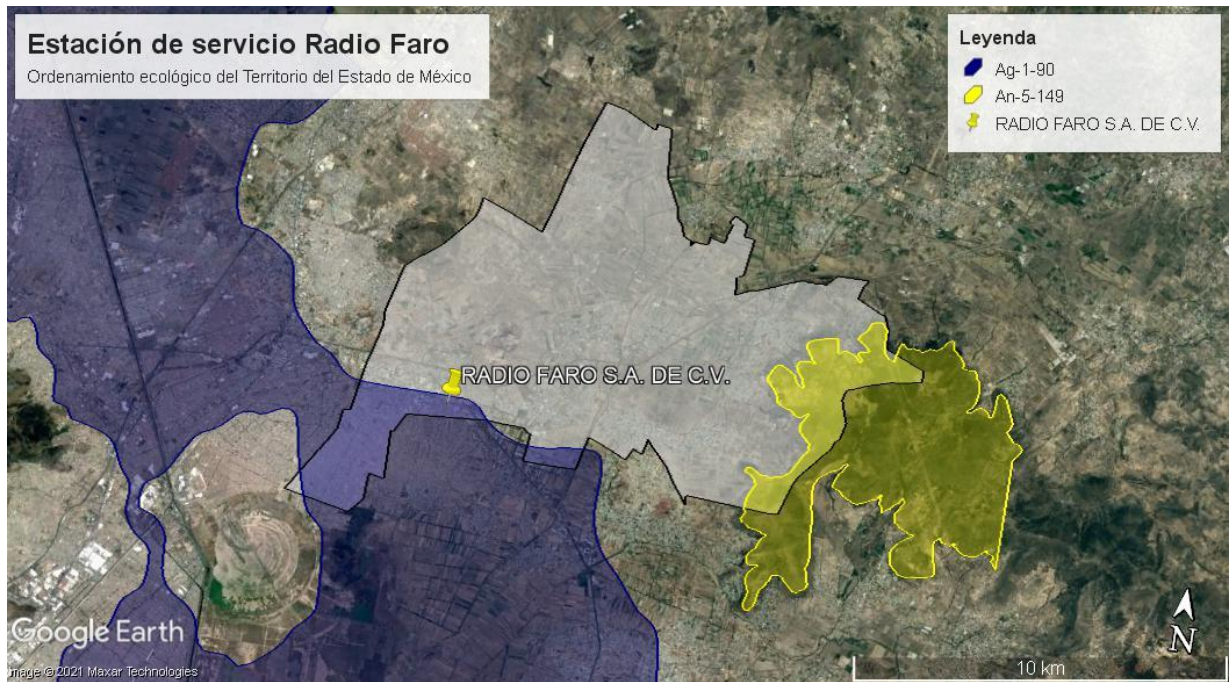 Estación de servicio Radio Faro
Ordenamiento ecológico del Territorio del Estado de México
Leyenda
Ag-1-90
An-5-149
RADIO FARO S.A. DE C.V.
RADIO FARO S.A. DE C.V.
Google Earth
mage © 2021 Maxar Technologies
N
10 km